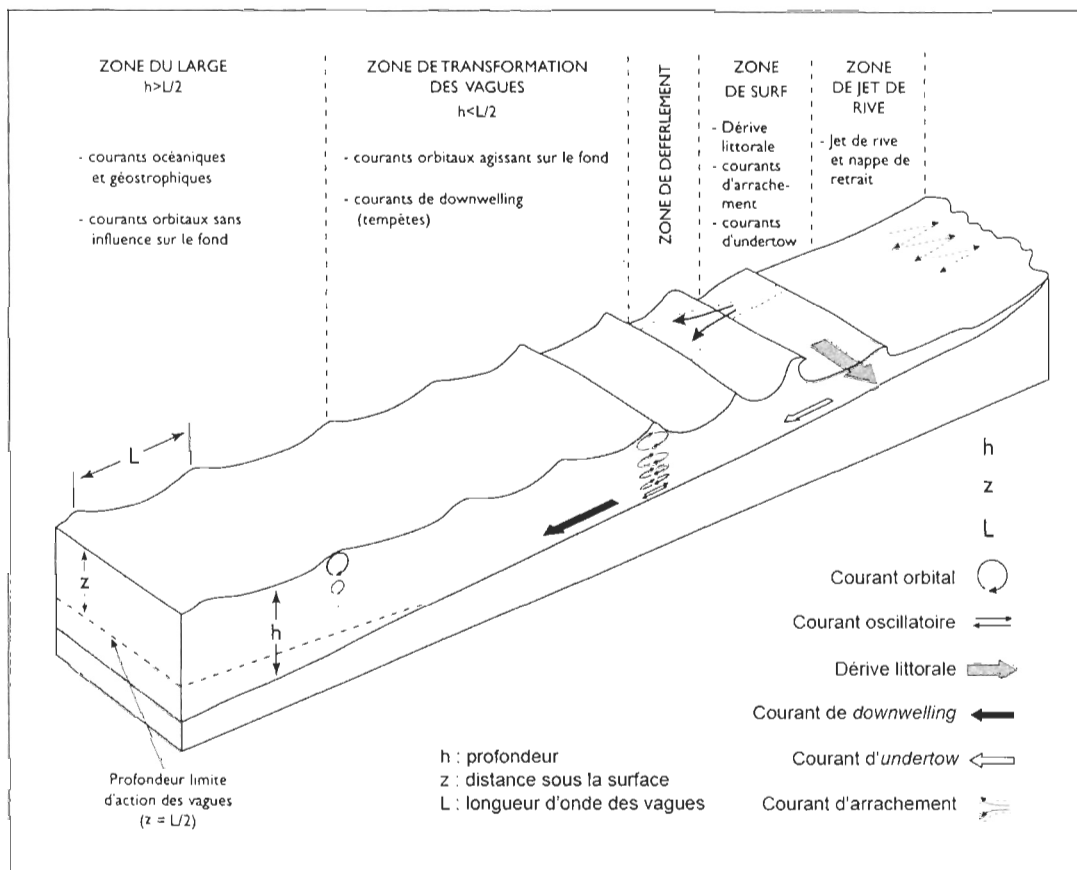 ZONE DU LARGE
h>L/2
- courants océaniques
et géostrophiques
- courants orbitaux sans
influence sur le fond
ZONE DE TRANSFORMATION
DES VAGUES
h<L/2
- courants orbitaux agissant sur le fond
- courants de downwelling
(tempêtes)
ZONE DE DEFERLEMENT
ZONE
DE SURF
- Dérive
littorale
- courants
d'arrache-
ment
- courants
d'undertow
ZONE
DE JET DE
RIVE
- Jet de rive
et nappe de
retrait
L
z
h
Profondeur limite
d'action des vagues
(z = L/2)
h : profondeur
z : distance sous la surface
L : longueur d'onde des vagues
h
z
L
Courant orbital
Courant oscillatoire
Dérive littorale
Courant de downwelling
Courant d'undertow
Courant d'arrachement